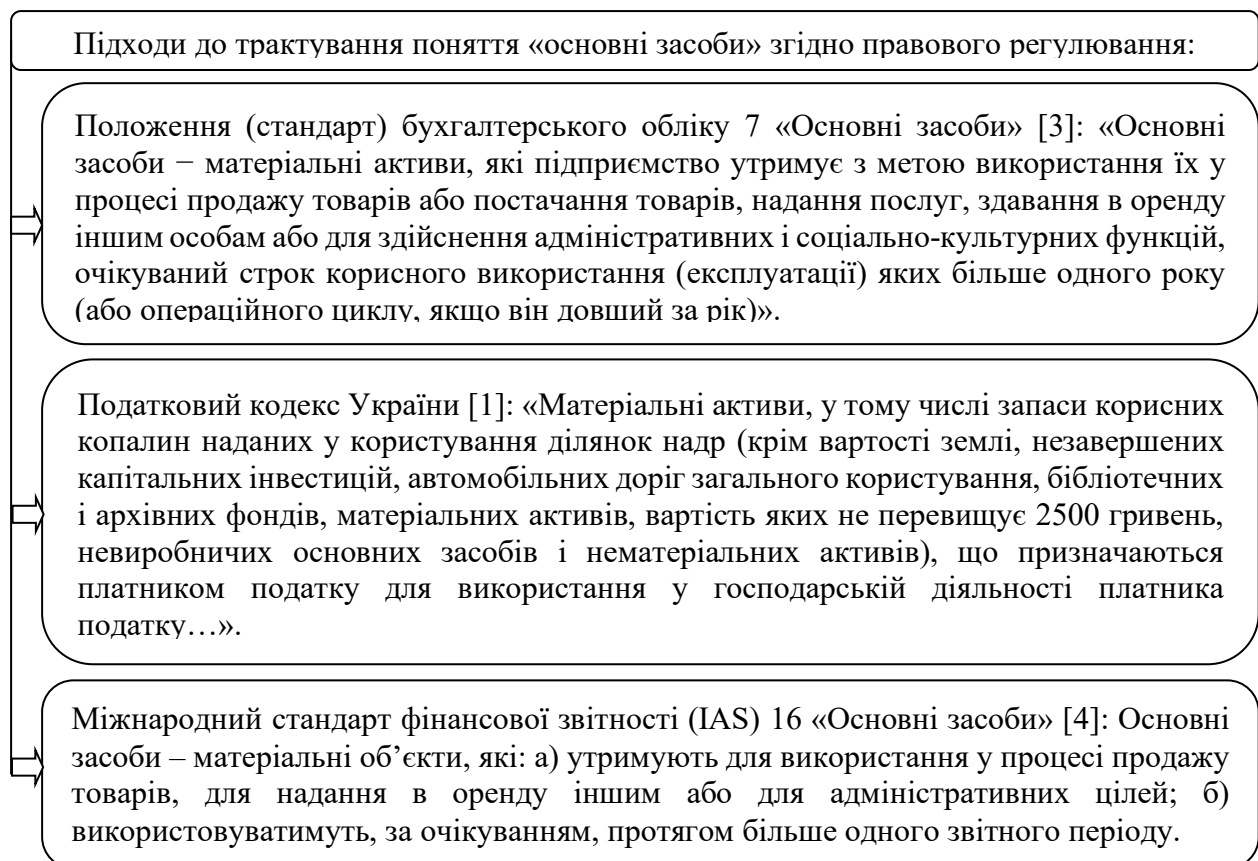 Підходи до трактування поняття «основні засоби» згідно правового регулювання:
Положення (стандарт) бухгалтерського обліку 7 «Основні засоби» [3]: «Основні
засоби − матеріальні активи, які підприємство утримує з метою використання їх у
процесі продажу товарів або постачання товарів, надання послуг, здавання в оренду
іншим особам або для здійснення адміністративних і соціально-культурних функцій,
очікуваний строк корисного використання (експлуатації) яких більше одного року
(або операційного циклу, якщо він довший за рік)».
Податковий кодекс України [1]: «Матеріальні активи, у тому числі запаси корисних
копалин наданих у користування ділянок надр (крім вартості землі, незавершених
капітальних інвестицій, автомобільних доріг загального користування, бібліотечних
і архівних фондів, матеріальних активів, вартість яких не перевищує 2500 гривень,
невиробничих основних засобів і нематеріальних активів), що призначаються
платником податку для використання у господарській діяльності платника
податку…».
Міжнародний стандарт фінансової звітності (IAS) 16 «Основні засоби» [4]: Основні
засоби – матеріальні об’єкти, які: а) утримують для використання у процесі продажу
товарів, для надання в оренду іншим або для адміністративних цілей; б)
використовуватимуть, за очікуванням, протягом більше одного звітного періоду.